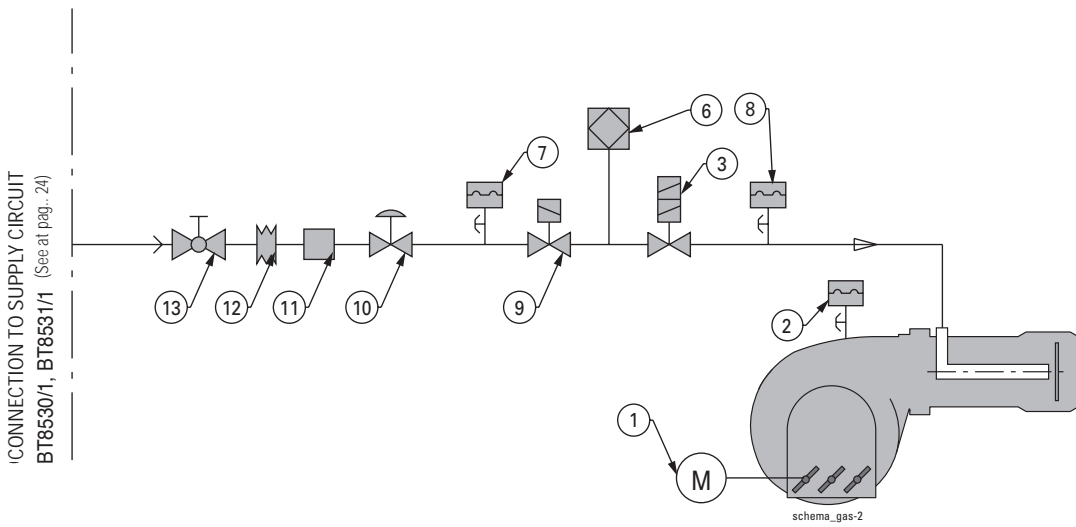 CONNECTION TO SUPPLY CIRCUIT
BT8530/1, BT8531/1 (See at pag.. 24)
6
8
7
3
13
12
11
10
9
2
1
M
schema_gas-2